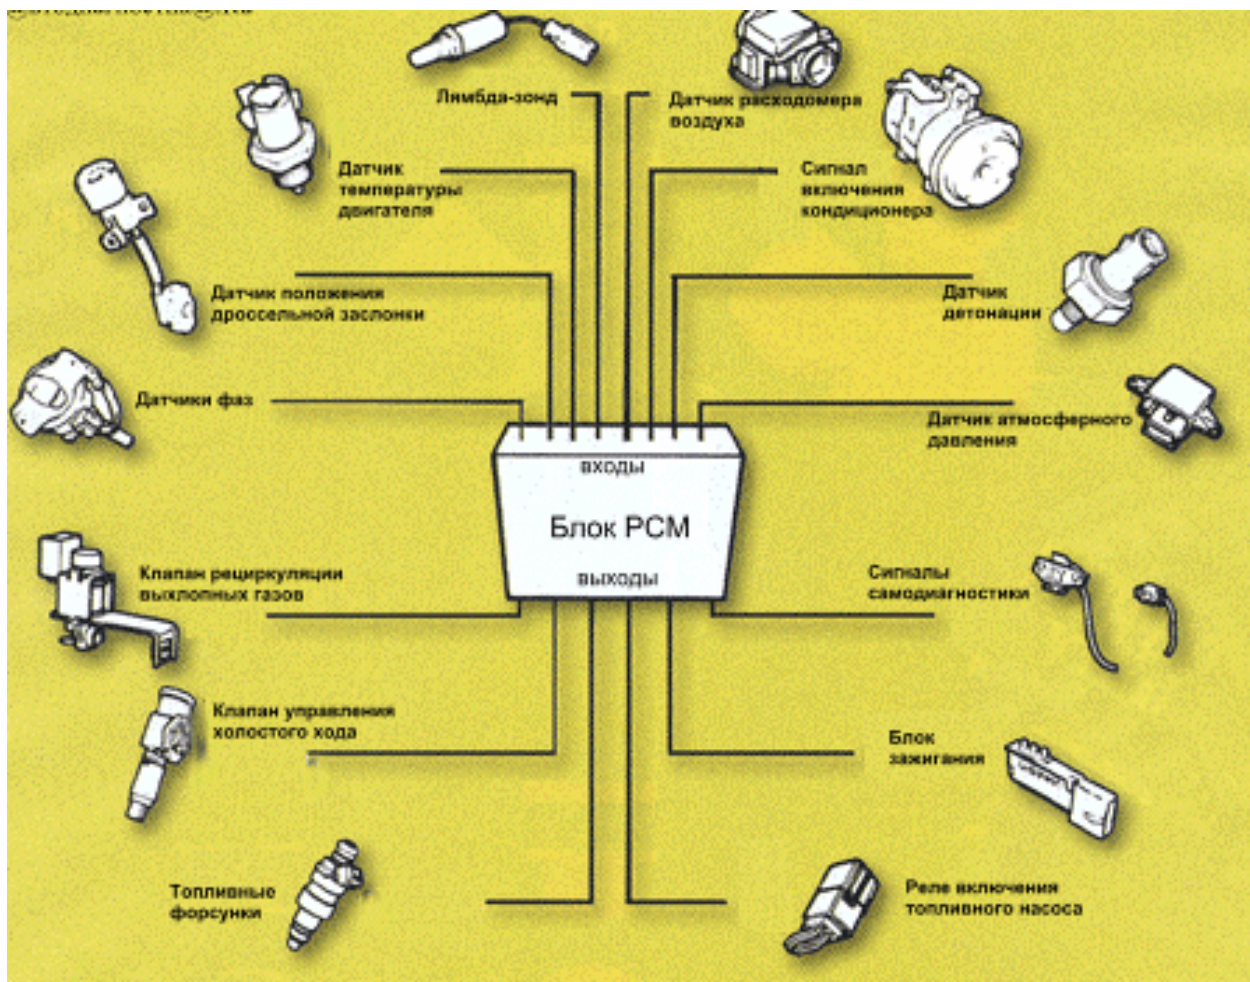 Лямбда-зонд
Датчик расходомера
воздуха
Датчик
температуры
двигателя
Сигнал
включения
кондиционера
Датчик положения
дроссельной заслонки
Датчик
детонации
Датчики фаз
Датчик атмосферного
давления
входы
Блок PCM
выходы
Клапан рециркуляции
выхлопных газов
Сигналы
самодиагностики
Клапан управления
холостого хода
Блок
зажигания
Топливные
форсунки
Реле включения
топливного насоса